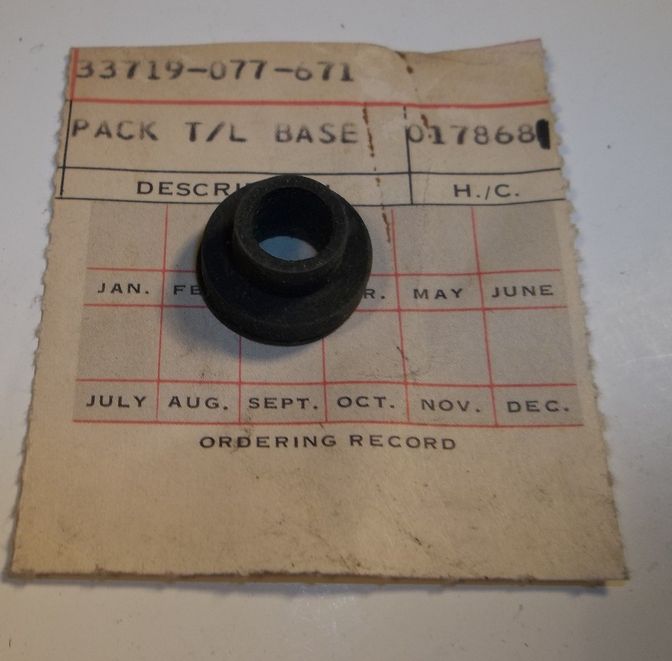 33719-077-671
PACK T/L BASE 017868
H./C.
JAN. MAY JUNE
JULY AUG. SEPT. OCT. NOV. DEC.
ORDERING RECORD